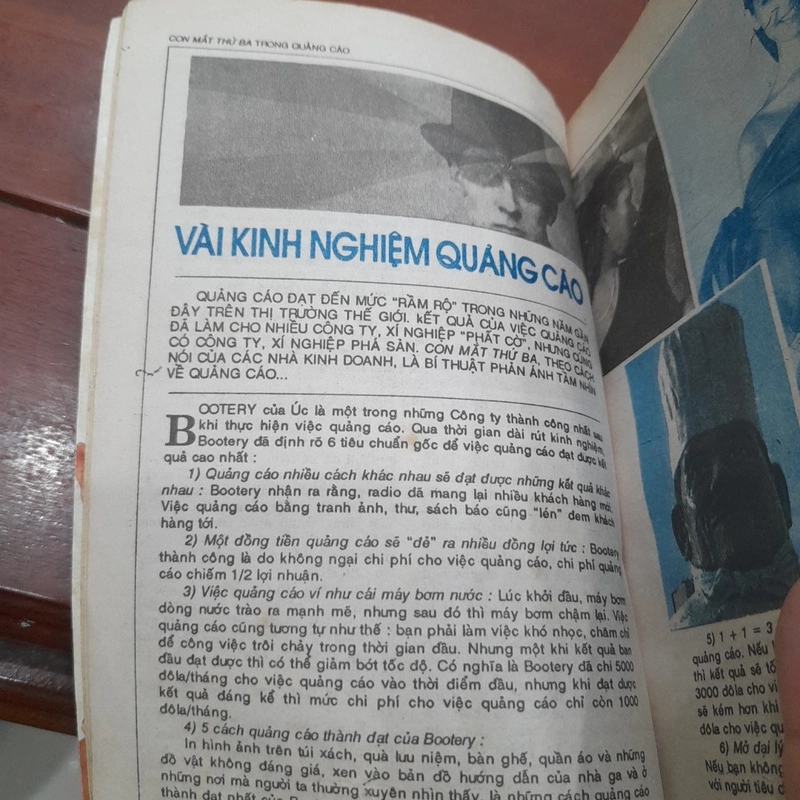 CON MẮT THỨ BA TRONG QUẢNG CÁO
VÀI KINH NGHIỆM QUẢNG CÁO
QUẢNG CÁO ĐẠT ĐẾN MỨC "RẦM RỘ" TRONG NHỮNG NĂM GẦN
ĐÂY TRÊN THỊ TRƯỜNG THẾ GIỚI. KẾT QUẢ CỦA VIỆC QUẢNG CÁO
ĐÃ LÀM CHO NHIỀU CÔNG TY, XÍ NGHIỆP "PHẤT CỜ", NHƯNG CŨNG
CÓ CÔNG TY, XÍ NGHIỆP PHÁ SẢN. CON MẮT THỨ BA, THEO CÁCH
NÓI CỦA CÁC NHÀ KINH DOANH, LÀ BÍ THUẬT PHẢN ÁNH TẦM NHÌN
VỀ QUẢNG CÁO...
BOOTERY của Úc là một trong những Công ty thành công nhất sau
khi thực hiện việc quảng cáo. Qua thời gian dài rút kinh nghiệm,
Bootery đã định rõ 6 tiêu chuẩn gốc để việc quảng cáo đạt được kết
quả cao nhất :
1) Quảng cáo nhiều cách khác nhau sẽ đạt được những kết quả khác
nhau : Bootery nhận ra rằng, radio đã mang lại nhiều khách hàng mới.
Việc quảng cáo bằng tranh ảnh, thư, sách báo cũng "lén" đem khách
hàng tới.
2) Một đồng tiền quảng cáo sẽ "đẻ" ra nhiều đồng lợi tức : Bootery
thành công là do không ngại chi phí cho việc quảng cáo, chi phí quảng
cáo chiếm 1/2 lợi nhuận.
3) Việc quảng cáo ví như cái máy bơm nước : Lúc khởi đầu, máy bơm
dòng nước trào ra mạnh mẽ, nhưng sau đó thì máy bơm chậm lại. Việc
quảng cáo cũng tương tự như thế : bạn phải làm việc khó nhọc, chăm chỉ
để công việc trôi chảy trong thời gian đầu. Nhưng một khi kết quả ban
đầu đạt được thì có thể giảm bớt tốc độ. Có nghĩa là Bootery đã chi 5000
đôla/tháng cho việc quảng cáo vào thời điểm đầu, nhưng khi đạt được
kết quả đáng kể thì mức chi phí cho việc quảng cáo chỉ còn 1000
đôla/tháng.
4) 5 cách quảng cáo thành đạt của Bootery :
In hình ảnh trên túi xách, quà lưu niệm, bàn ghế, quần áo và những
đồ vật không đáng giá, xen vào bản đồ hướng dẫn của nhà ga và ở
những nơi mà người ta thường xuyên nhìn thấy, là những cách quảng cáo
thành đạt nhất của
5) 1 + 1 = 3
quảng cáo. Nếu
thì kết quả sẽ tố
3000 đôla cho vi
sẽ kém hơn khi
đôla cho việc qu
6) Mở đại lý
Nếu bạn không
với người tiêu